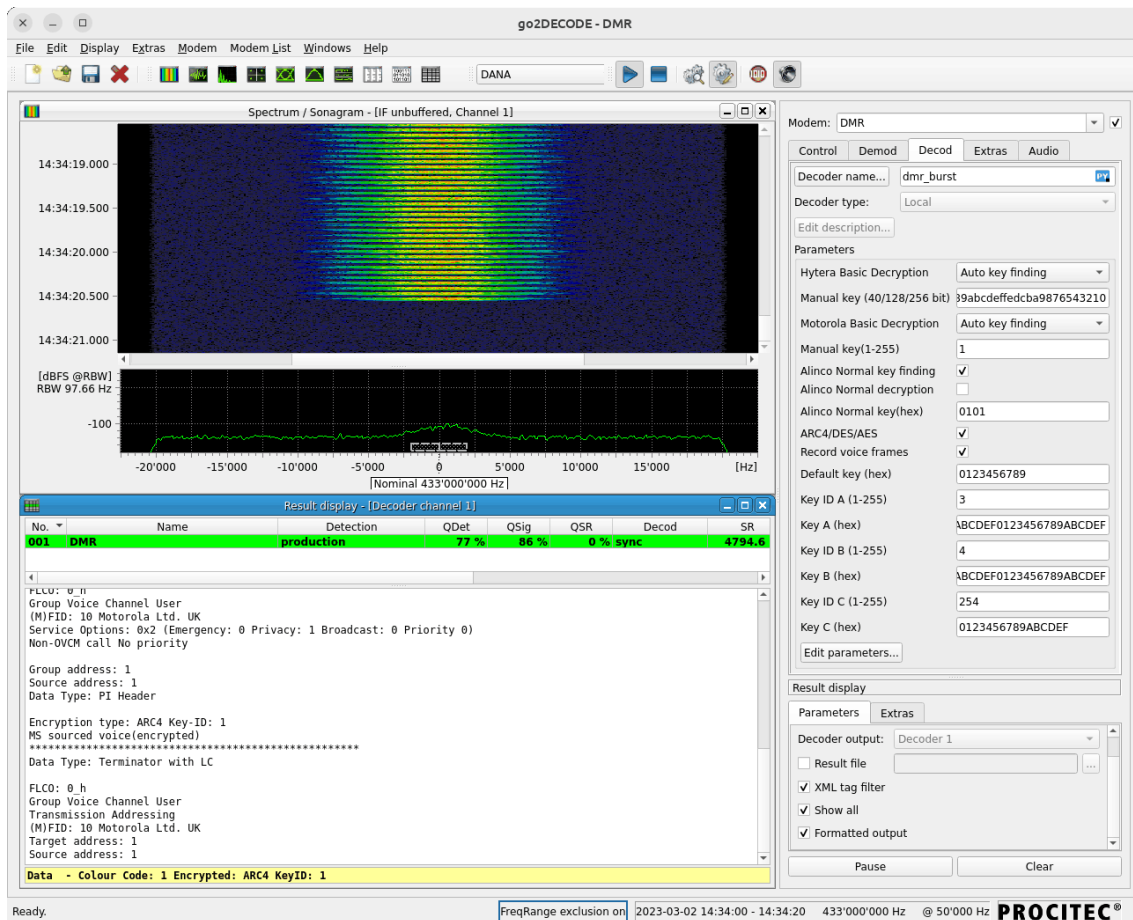 go2DECODE - DMR
File Edit Display Extras Modem Modem List Windows Help
DANA
Spectrum / Sonagram - [IF unbuffered, Channel 1]
14:34:19.000
14:34:19.500
14:34:20.000
14:34:20.500
14:34:21.000
[dBFS @RBW]
RBW 97.66 Hz
-100
-20'000 -15'000 -10'000 -5'000 0 5'000 10'000 15'000 [Hz]
Nominal 433'000'000 Hz
Result display - [Decoder channel 1]
No. Name Detection QDet QSig QSR Decod SR
001 DMR production 77 % 86 % 0 % sync 4794.6
FLCO: 0_h
Group Voice Channel User
(M)FID: 10 Motorola Ltd. UK
Service Options: 0x2 (Emergency: 0 Privacy: 1 Broadcast: 0 Priority 0)
Non-OVCM call No priority
Group address: 1
Source address: 1
Data Type: PI Header
Encryption type: ARC4 Key-ID: 1
MS sourced voice(encrypted)
****************************************************
Data Type: Terminator with LC
FLCO: 0_h
Group Voice Channel User
Transmission Addressing
(M)FID: 10 Motorola Ltd. UK
Target address: 1
Source address: 1
Data - Colour Code: 1 Encrypted: ARC4 KeyID: 1
Modem: DMR
Control Demod Decod Extras Audio
Decoder name... dmr_burst PY
Decoder type: Local
Edit description...
Parameters
Hytera Basic Decryption Auto key finding
Manual key (40/128/256 bit) 39abcdeffedcba9876543210
Motorola Basic Decryption Auto key finding
Manual key(1-255) 1
Alinco Normal key finding
Alinco Normal decryption
Alinco Normal key(hex) 0101
ARC4/DES/AES
Record voice frames
Default key (hex) 0123456789
Key ID A (1-255) 3
Key A (hex) ABCDEF0123456789ABCDEF
Key ID B (1-255) 4
Key B (hex) ABCDEF0123456789ABCDEF
Key ID C (1-255) 254
Key C (hex) 0123456789ABCDEF
Edit parameters...
Result display
Parameters Extras
Decoder output: Decoder 1
Result file ...
XML tag filter
Show all
Formatted output
Pause Clear
Ready. FreqRange exclusion on 2023-03-02 14:34:00 - 14:34:20 433'000'000 Hz @ 50'000 Hz PROCITEC®